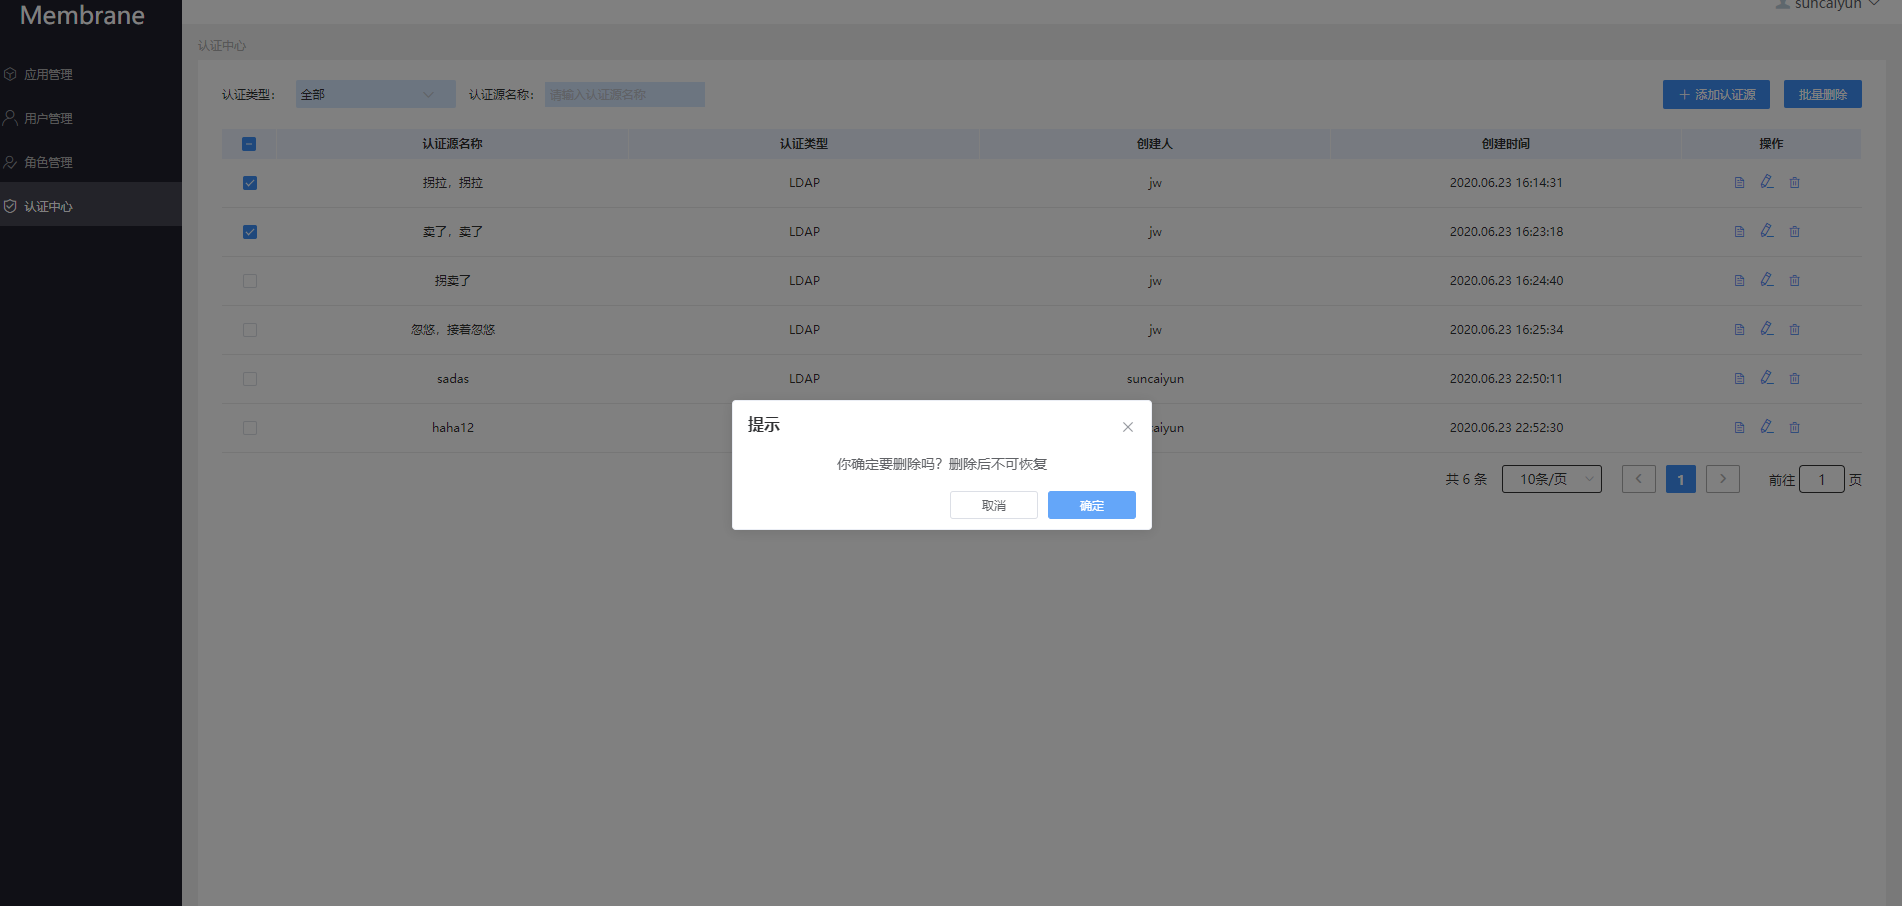 Membrane
suncaiyun
应用管理
用户管理
角色管理
认证中心
认证中心
认证类型： 全部 认证源名称： 请输入认证源名称 添加认证源 批量删除
认证源名称 认证类型 创建人 创建时间 操作
拐拉，拐拉 LDAP jw 2020.06.23 16:14:31
卖了，卖了 LDAP jw 2020.06.23 16:23:18
拐卖了 LDAP jw 2020.06.23 16:24:40
忽悠，接着忽悠 LDAP jw 2020.06.23 16:25:34
sadas LDAP suncaiyun 2020.06.23 22:50:11
haha12 caiyun 2020.06.23 22:52:30
共 6 条 10条/页 1 前往 1 页
提示
你确定要删除吗？删除后不可恢复
取消 确定